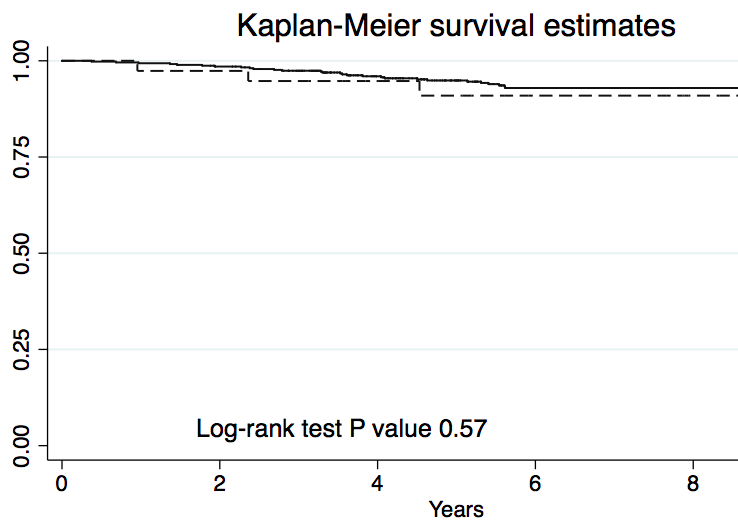 Kaplan-Meier survival estimates
1.00
0.75
0.50
0.25
0.00
Log-rank test P value 0.57
0 2 4 6 8
Years